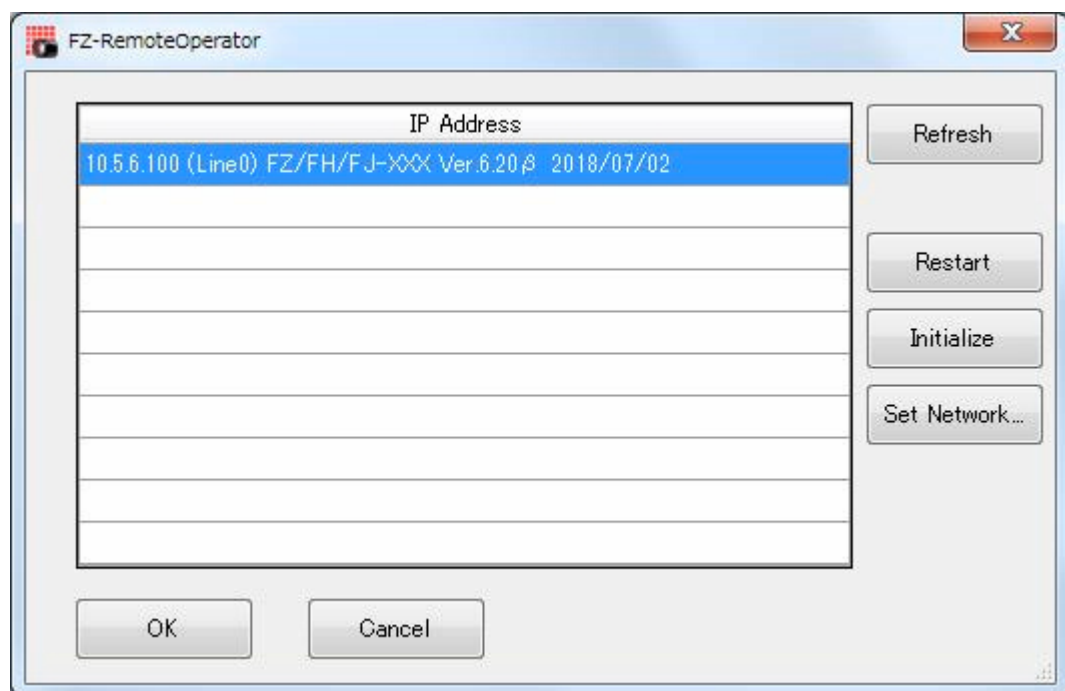 FZ-RemoteOperator
IP Address
10.5.6.100 (Line0) FZ/FH/FJ-XXX Ver.6.20β 2018/07/02
Refresh
Restart
Initialize
Set Network...
OK
Cancel